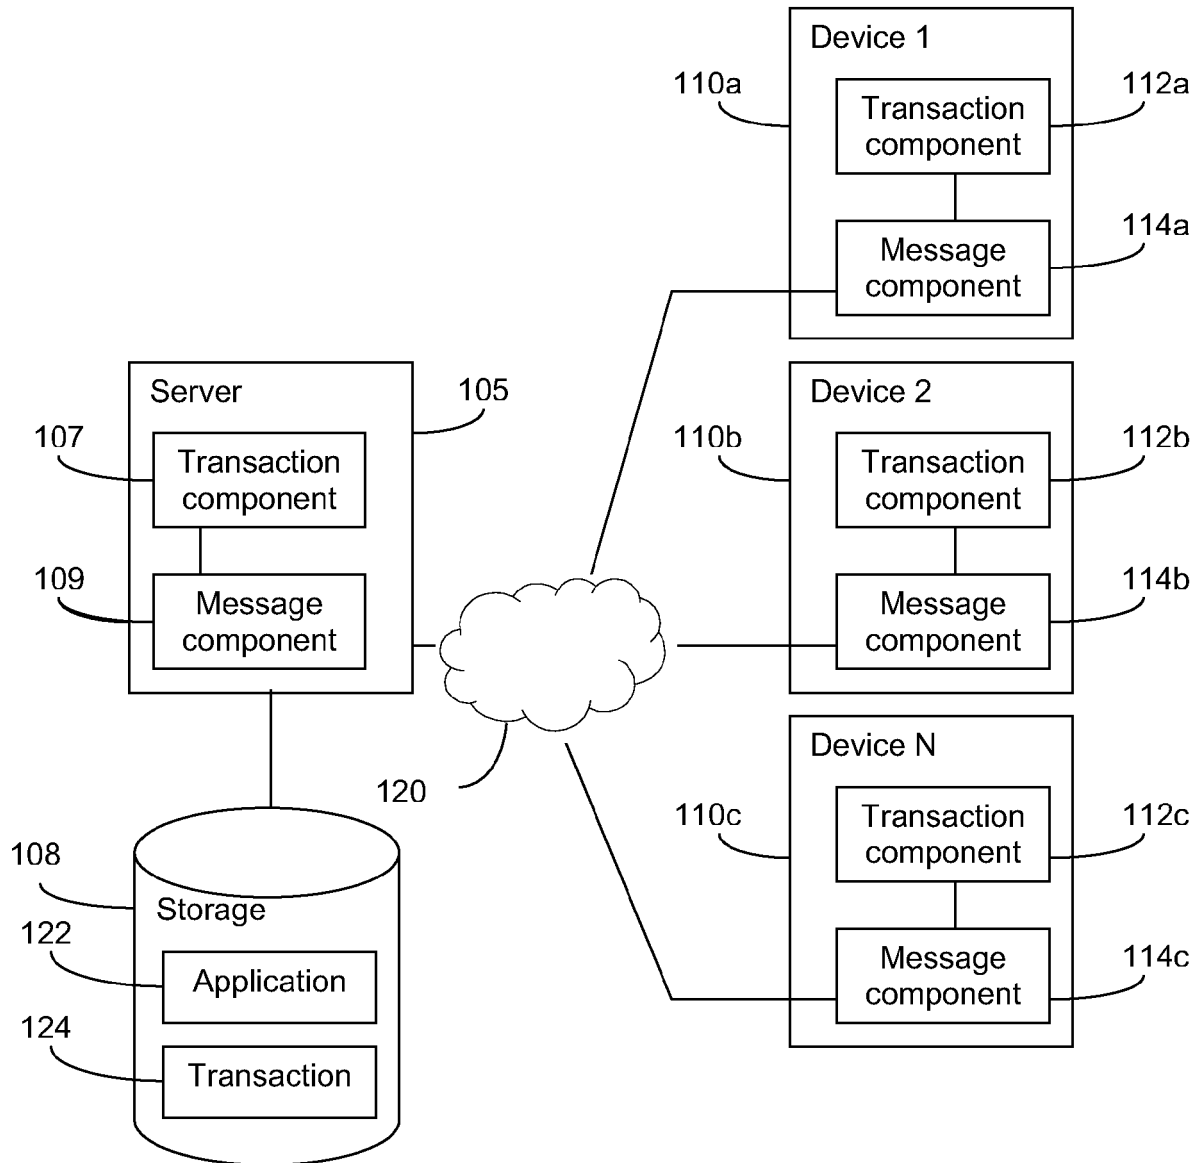 Device 1
110a
112a
Transaction
component
114a
Message
component
Server
105
107
Transaction
component
109
Message
component
Device 2
110b
112b
Transaction
component
114b
Message
component
120
Device N
110c
112c
Transaction
component
114c
Message
component
108
Storage
122
Application
124
Transaction